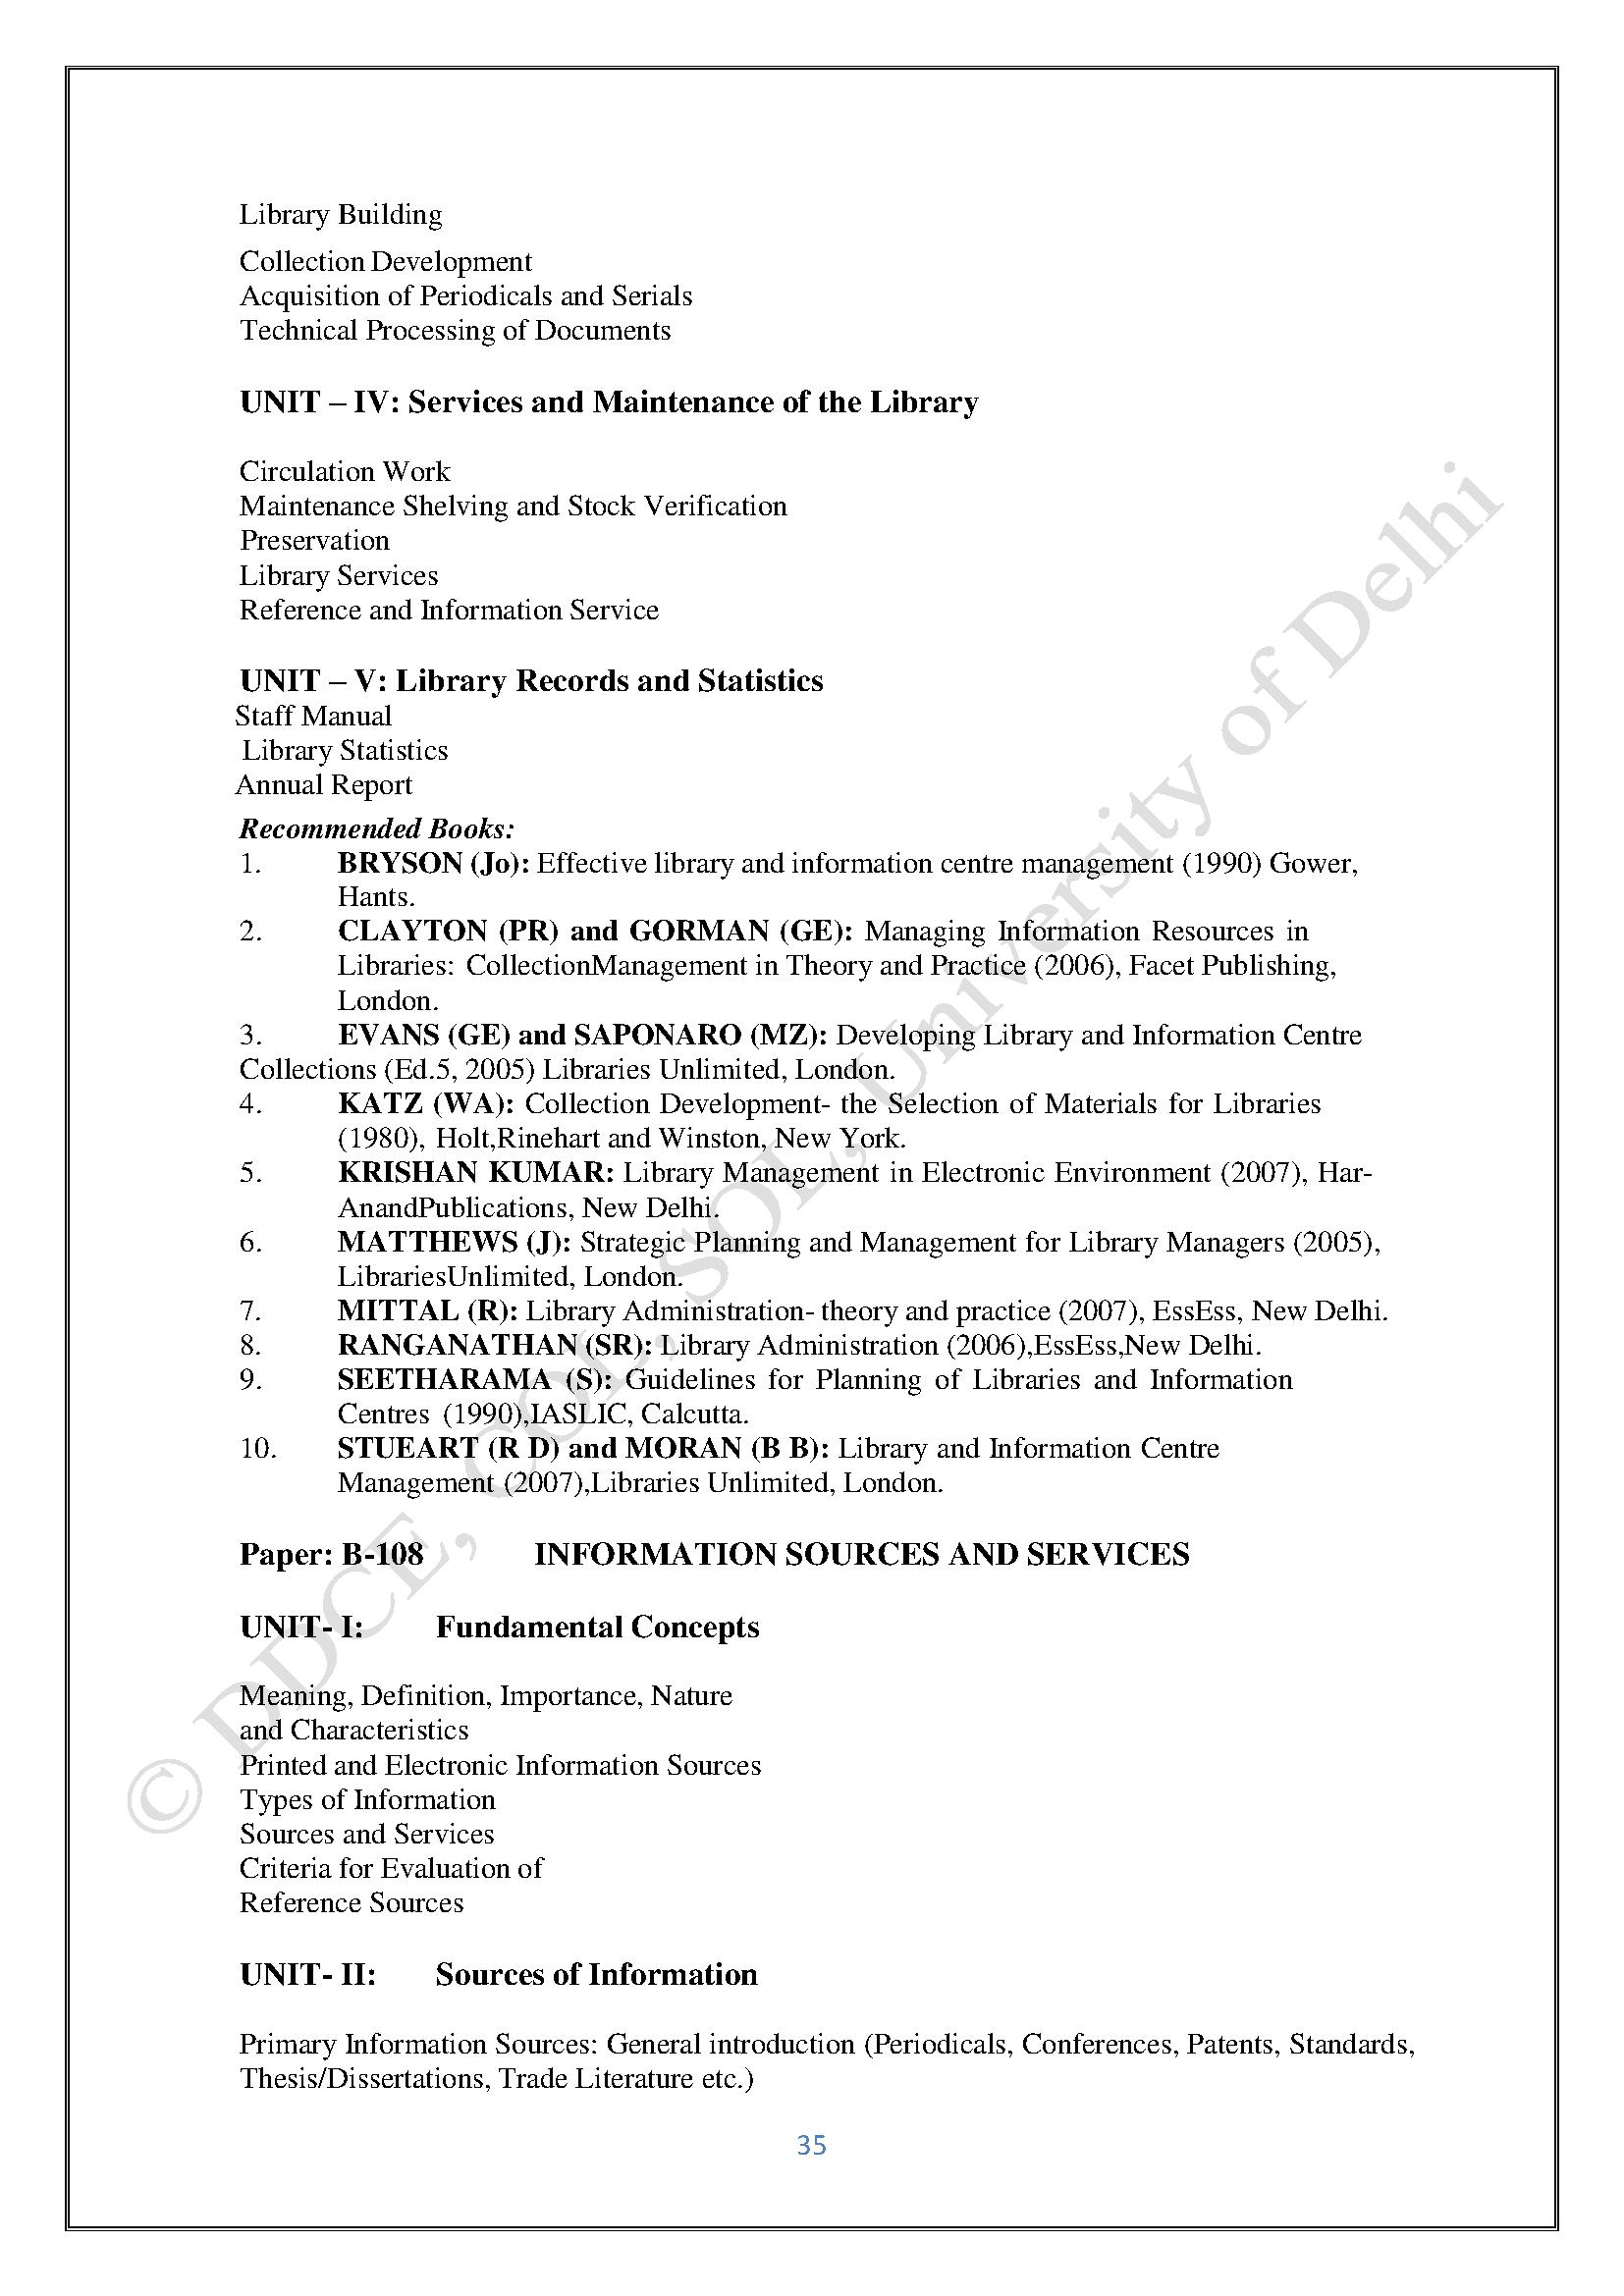 Library Building
Collection Development
Acquisition of Periodicals and Serials
Technical Processing of Documents
UNIT – IV: Services and Maintenance of the Library
Circulation Work
Maintenance Shelving and Stock Verification
Preservation
Library Services
Reference and Information Service
UNIT – V: Library Records and Statistics
Staff Manual
Library Statistics
Annual Report
Recommended Books:
1. BRYSON (Jo): Effective library and information centre management (1990) Gower,
Hants.
2. CLAYTON (PR) and GORMAN (GE): Managing Information Resources in
Libraries: CollectionManagement in Theory and Practice (2006), Facet Publishing,
London.
3. EVANS (GE) and SAPONARO (MZ): Developing Library and Information Centre
Collections (Ed.5, 2005) Libraries Unlimited, London.
4. KATZ (WA): Collection Development- the Selection of Materials for Libraries
(1980), Holt,Rinehart and Winston, New York.
5. KRISHAN KUMAR: Library Management in Electronic Environment (2007), Har-
AnandPublications, New Delhi.
6. MATTHEWS (J): Strategic Planning and Management for Library Managers (2005),
LibrariesUnlimited, London.
7. MITTAL (R): Library Administration- theory and practice (2007), EssEss, New Delhi.
8. RANGANATHAN (SR): Library Administration (2006),EssEss,New Delhi.
9. SEETHARAMA (S): Guidelines for Planning of Libraries and Information
Centres (1990),IASLIC, Calcutta.
10. STUEART (R D) and MORAN (B B): Library and Information Centre
Management (2007),Libraries Unlimited, London.
Paper: B-108 INFORMATION SOURCES AND SERVICES
UNIT- I: Fundamental Concepts
Meaning, Definition, Importance, Nature
and Characteristics
Printed and Electronic Information Sources
Types of Information
Sources and Services
Criteria for Evaluation of
Reference Sources
UNIT- II: Sources of Information
Primary Information Sources: General introduction (Periodicals, Conferences, Patents, Standards,
Thesis/Dissertations, Trade Literature etc.)
35
© DDCE, COL, SOL, University of Delhi